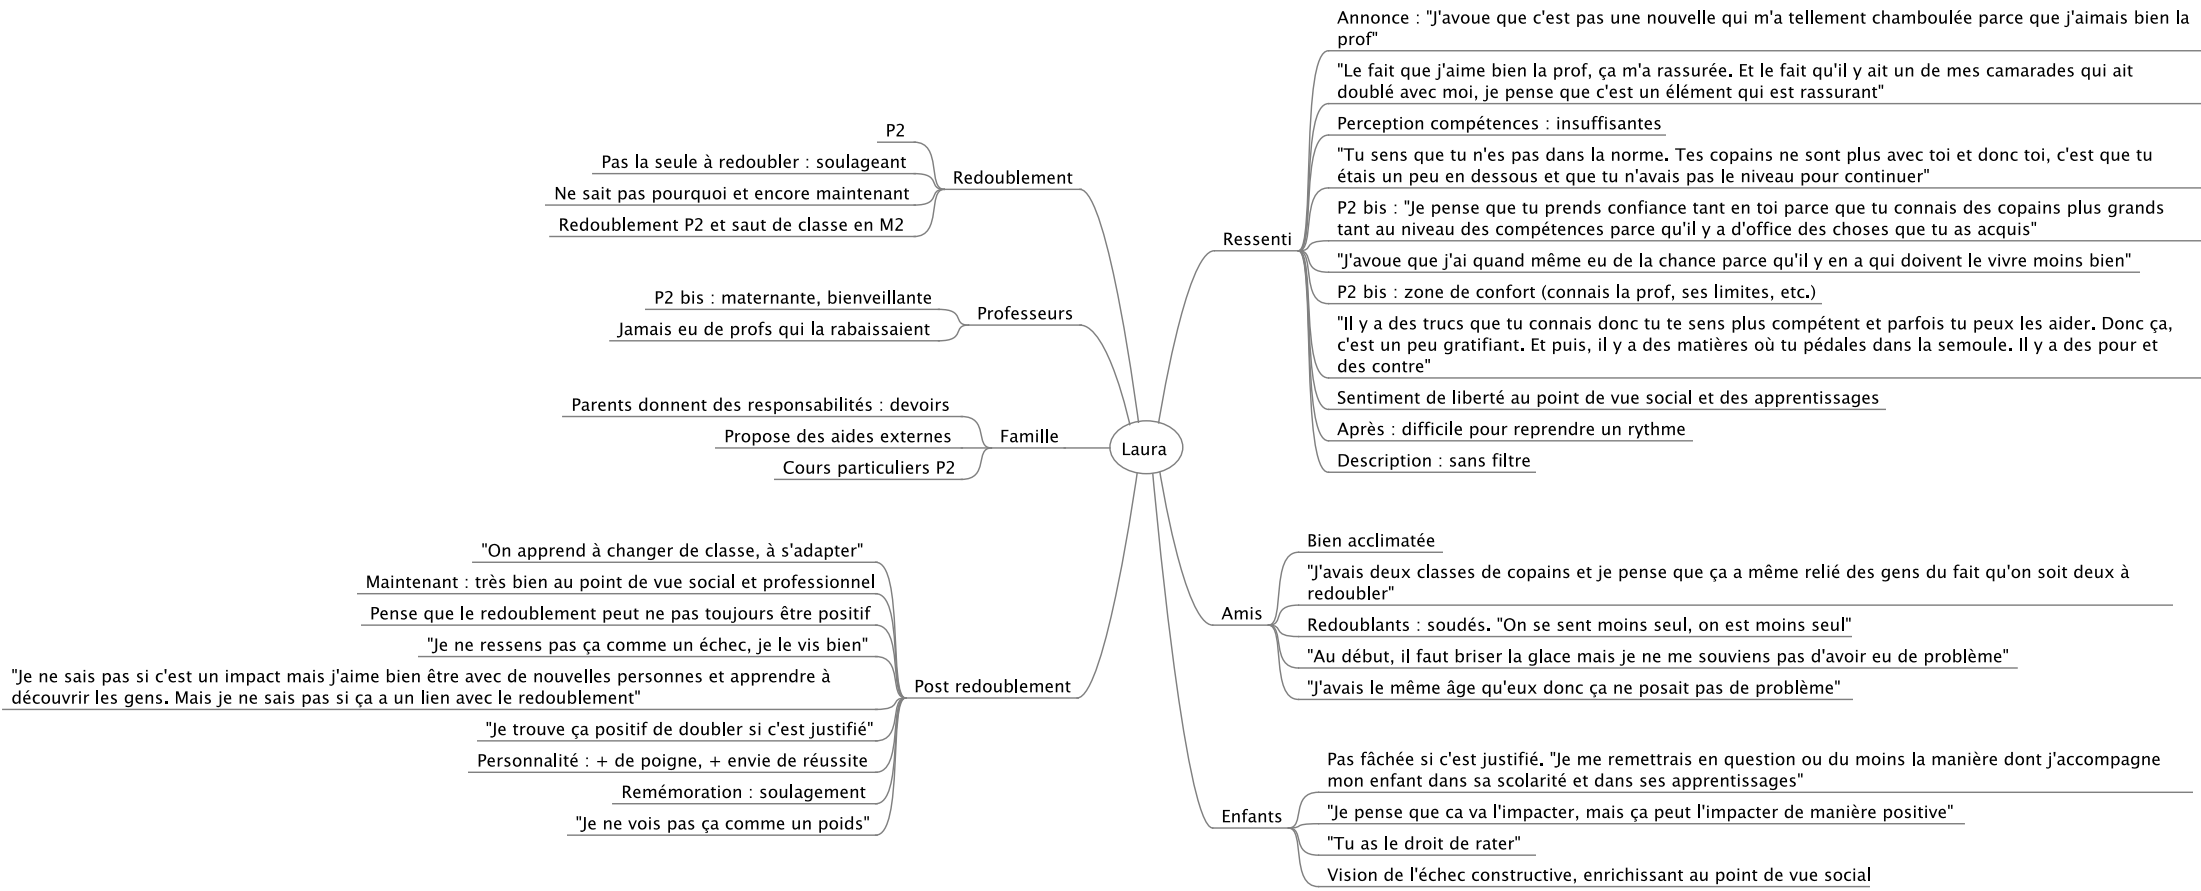 Laura
Redoublement
P2
Pas la seule à redoubler : soulageant
Ne sait pas pourquoi et encore maintenant
Redoublement P2 et saut de classe en M2
Professeurs
P2 bis : maternante, bienveillante
Jamais eu de profs qui la rabaissaient
Famille
Parents donnent des responsabilités : devoirs
Propose des aides externes
Cours particuliers P2
Post redoublement
"On apprend à changer de classe, à s'adapter"
Maintenant : très bien au point de vue social et professionnel
Pense que le redoublement peut ne pas toujours être positif
"Je ne ressens pas ça comme un échec, je le vis bien"
"Je ne sais pas si c'est un impact mais j'aime bien être avec de nouvelles personnes et apprendre à
découvrir les gens. Mais je ne sais pas si ça a un lien avec le redoublement"
"Je trouve ça positif de doubler si c'est justifié"
Personnalité : + de poigne, + envie de réussite
Remémoration : soulagement
"Je ne vois pas ça comme un poids"
Ressenti
Annonce : "J'avoue que c'est pas une nouvelle qui m'a tellement chamboulée parce que j'aimais bien la
prof"
"Le fait que j'aime bien la prof, ça m'a rassurée. Et le fait qu'il y ait un de mes camarades qui ait
doublé avec moi, je pense que c'est un élément qui est rassurant"
Perception compétences : insuffisantes
"Tu sens que tu n'es pas dans la norme. Tes copains ne sont plus avec toi et donc toi, c'est que tu
étais un peu en dessous et que tu n'avais pas le niveau pour continuer"
P2 bis : "Je pense que tu prends confiance tant en toi parce que tu connais des copains plus grands
tant au niveau des compétences parce qu'il y a d'office des choses que tu as acquis"
"J'avoue que j'ai quand même eu de la chance parce qu'il y en a qui doivent le vivre moins bien"
P2 bis : zone de confort (connais la prof, ses limites, etc.)
"Il y a des trucs que tu connais donc tu te sens plus compétent et parfois tu peux les aider. Donc ça,
c'est un peu gratifiant. Et puis, il y a des matières où tu pédales dans la semoule. Il y a des pour et
des contre"
Sentiment de liberté au point de vue social et des apprentissages
Après : difficile pour reprendre un rythme
Description : sans filtre
Amis
Bien acclimatée
"J'avais deux classes de copains et je pense que ça a même relié des gens du fait qu'on soit deux à
redoubler"
Redoublants : soudés. "On se sent moins seul, on est moins seul"
"Au début, il faut briser la glace mais je ne me souviens pas d'avoir eu de problème"
"J'avais le même âge qu'eux donc ça ne posait pas de problème"
Enfants
Pas fâchée si c'est justifié. "Je me remettrais en question ou du moins la manière dont j'accompagne
mon enfant dans sa scolarité et dans ses apprentissages"
"Je pense que ca va l'impacter, mais ça peut l'impacter de manière positive"
"Tu as le droit de rater"
Vision de l'échec constructive, enrichissant au point de vue social